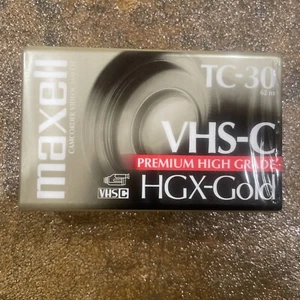 maxell
TC-30
VHS-C
PREMIUM HIGH GRADE
HGX-Gold
VHS C